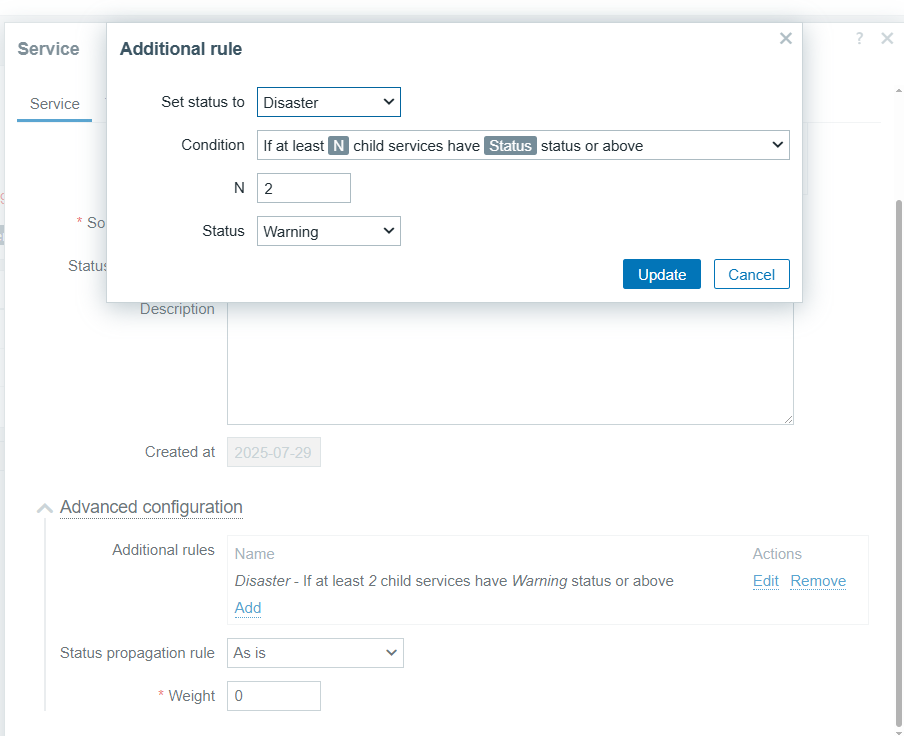 Service
?
Additional rule
Service
Set status to Disaster
Condition If at least N child services have Status status or above
N 2
Status Warning
Update Cancel
* So
Status
Description
Created at 2025-07-29
Advanced configuration
Additional rules
Name Actions
Disaster - If at least 2 child services have Warning status or above Edit Remove
Add
Status propagation rule As is
* Weight 0